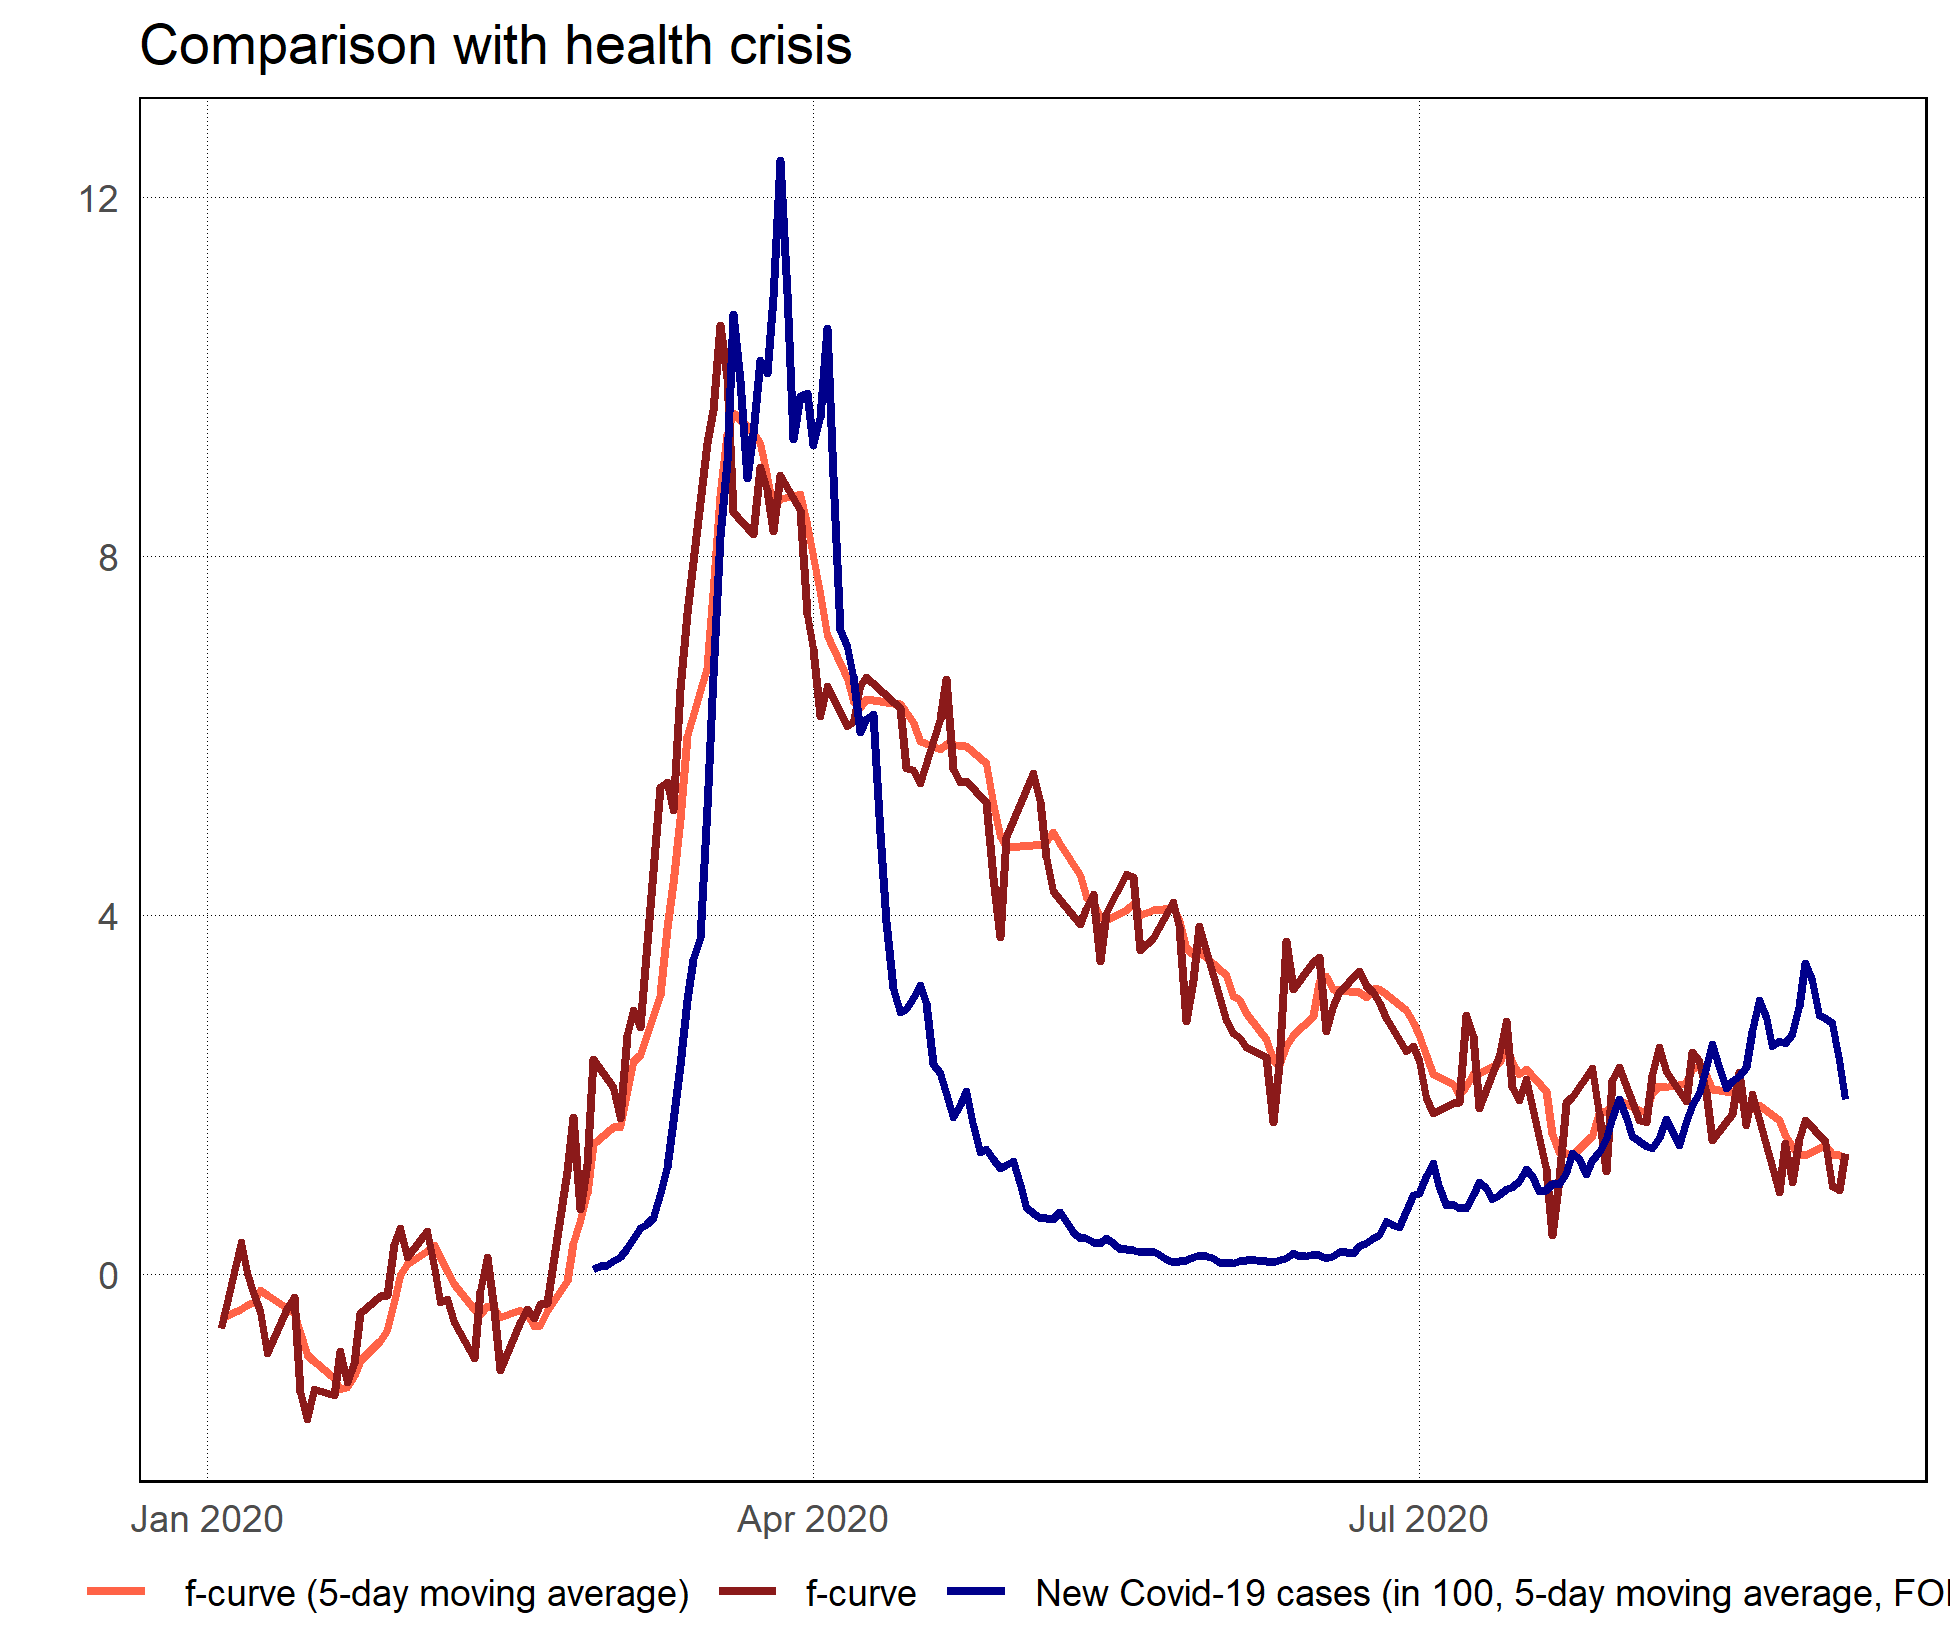 Comparison with health crisis
12
8
4
0
Jan 2020 Apr 2020 Jul 2020
f-curve (5-day moving average) f-curve New Covid-19 cases (in 100, 5-day moving average,